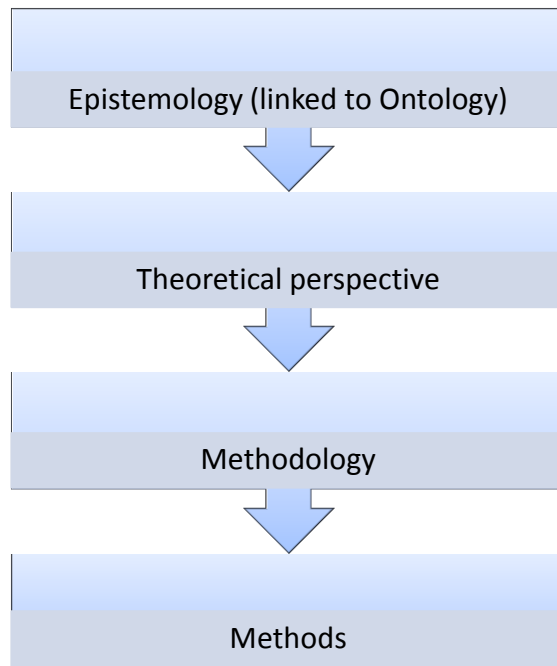 Epistemology (linked to Ontology)
Theoretical perspective
Methodology
Methods